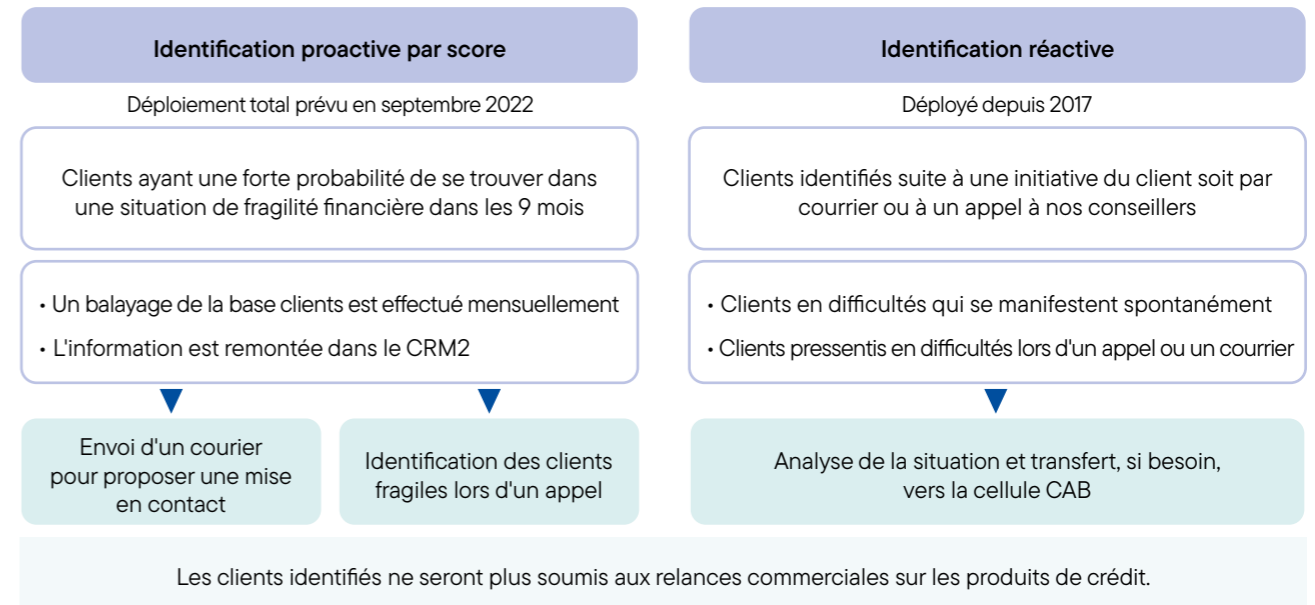 Identification proactive par score
Déploiement total prévu en septembre 2022
Clients ayant une forte probabilité de se trouver dans
une situation de fragilité financière dans les 9 mois
• Un balayage de la base clients est effectué mensuellement
• L'information est remontée dans le CRM2
Envoi d'un courier
pour proposer une mise
en contact
Identification des clients
fragiles lors d'un appel
Identification réactive
Déployé depuis 2017
Clients identifiés suite à une initiative du client soit par
courrier ou à un appel à nos conseillers
• Clients en difficultés qui se manifestent spontanément
• Clients pressentis en difficultés lors d'un appel ou un courrier
Analyse de la situation et transfert, si besoin,
vers la cellule CAB
Les clients identifiés ne seront plus soumis aux relances commerciales sur les produits de crédit.